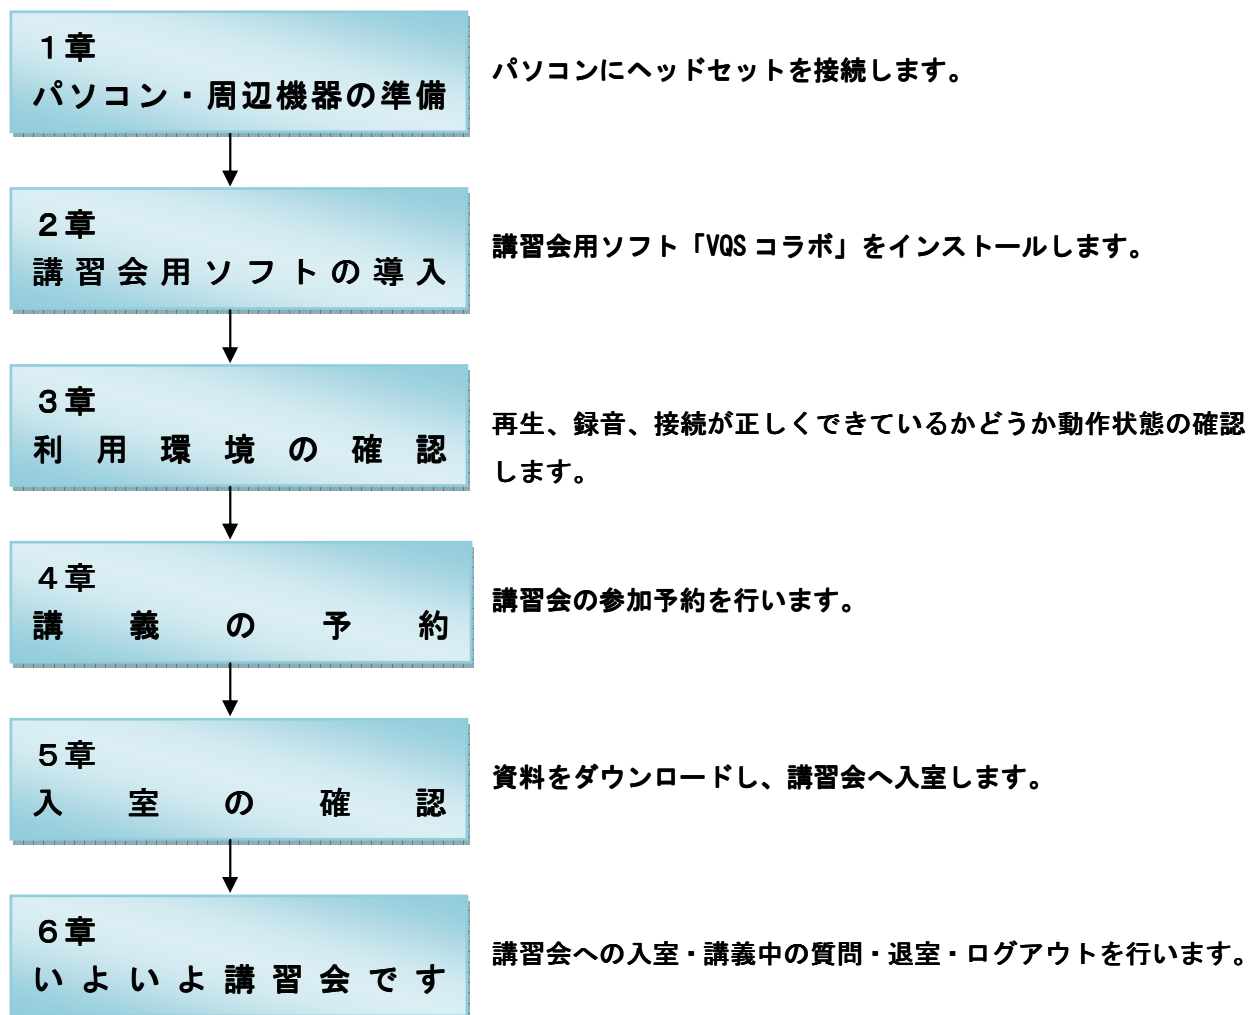 １章
パソコン・周辺機器の準備
パソコンにヘッドセットを接続します。
２章
講習会用ソフトの導入
講習会用ソフト「VQSコラボ」をインストールします。
３章
利用環境の確認
再生、録音、接続が正しくできているかどうか動作状態の確認
します。
４章
講義の予約
講習会の参加予約を行います。
５章
入室の確認
資料をダウンロードし、講習会へ入室します。
６章
いよいよ講習会です
講習会への入室・講義中の質問・退室・ログアウトを行います。